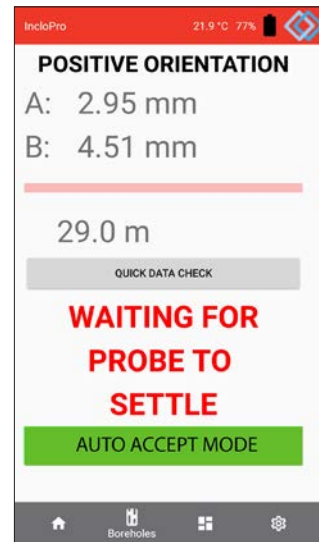 IncloPro 21.9 °C 77%
POSITIVE ORIENTATION
A: 2.95 mm
B: 4.51 mm
29.0 m
QUICK DATA CHECK
WAITING FOR
PROBE TO
SETTLE
AUTO ACCEPT MODE
Boreholes